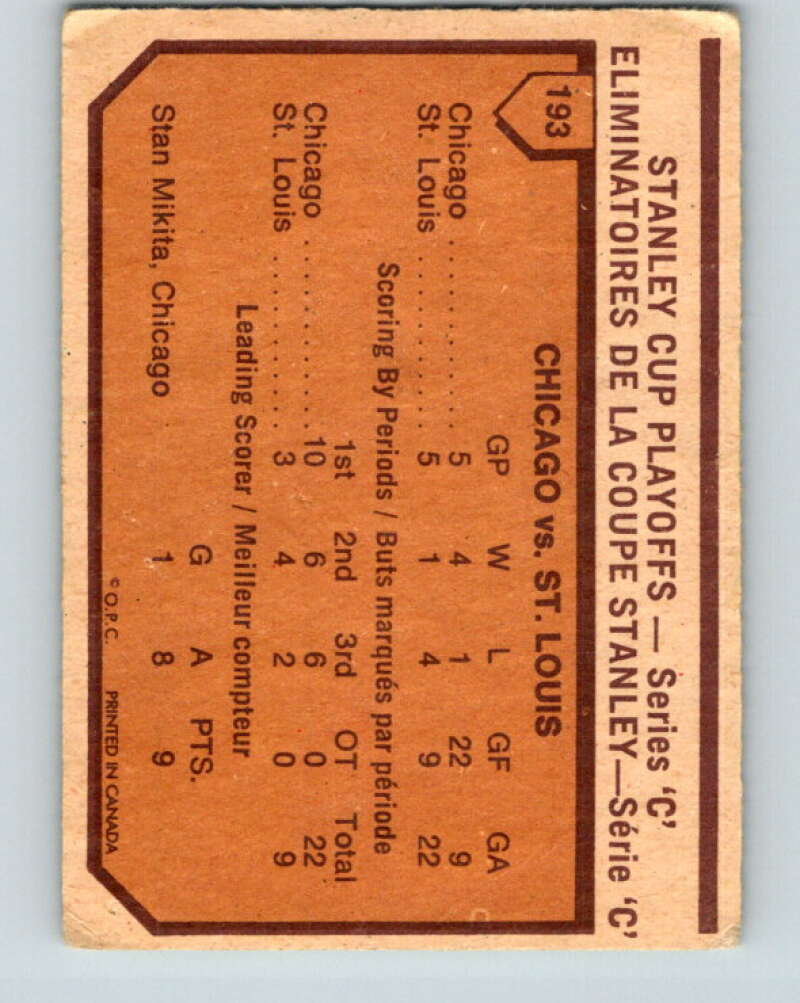 STANLEY CUP PLAYOFFS — Series 'C'
ELIMINATOIRES DE LA COUPE STANLEY—Série 'C'
193
CHICAGO vs. ST. LOUIS
GP W L GF GA
Chicago . . . . . . . . . . . 5 4 1 22 9
St. Louis . . . . . . . . . . 5 1 4 9 22
Scoring By Periods / Buts marqués par période
1st 2nd 3rd OT Total
Chicago . . . . . . . . . . . 10 6 6 0 22
St. Louis . . . . . . . . . . 3 4 2 0 9
Leading Scorer / Meilleur compteur
G A PTS.
Stan Mikita, Chicago 1 8 9
© O.P.C. PRINTED IN CANADA